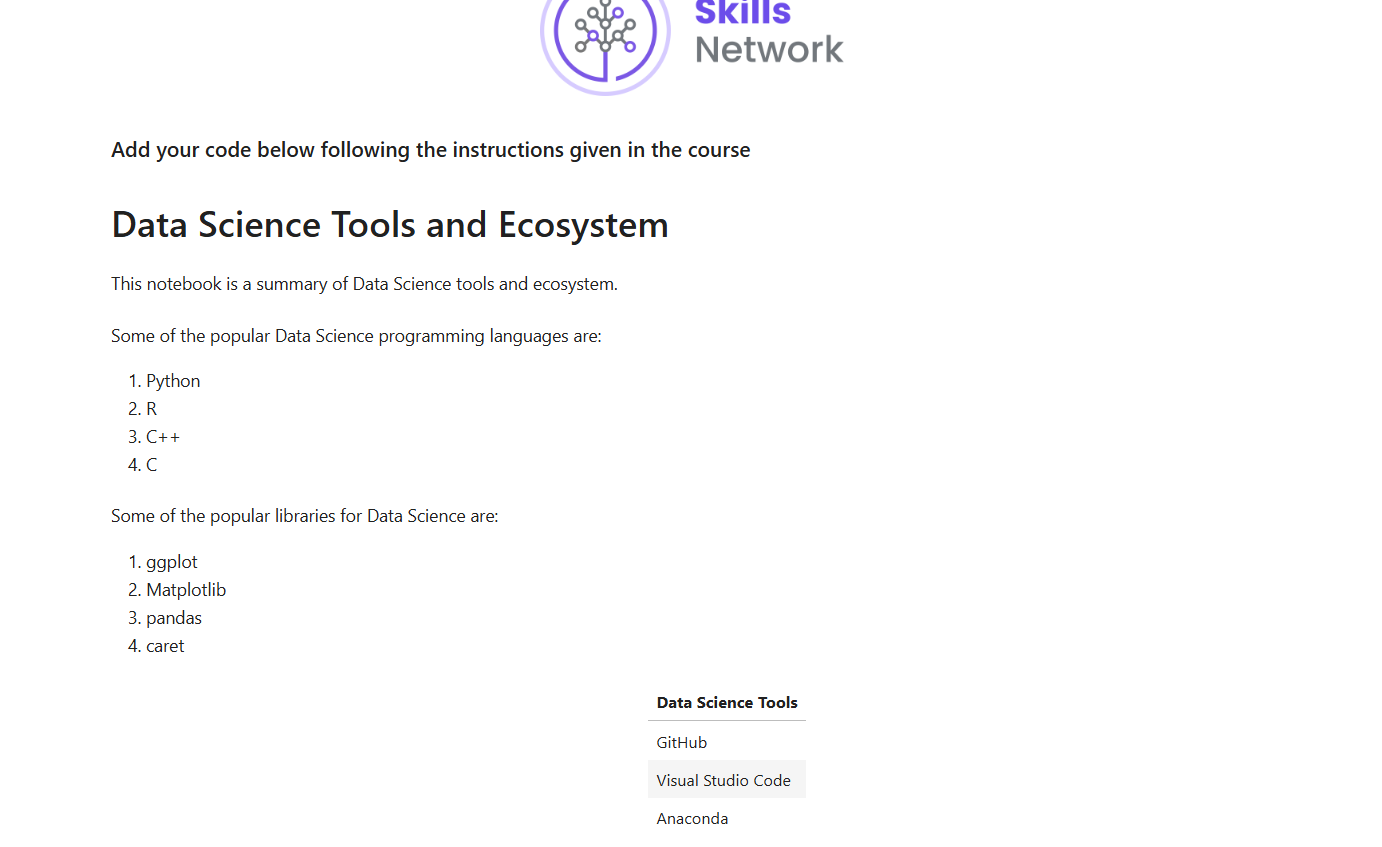 Skills
Network
Add your code below following the instructions given in the course
Data Science Tools and Ecosystem
This notebook is a summary of Data Science tools and ecosystem.
Some of the popular Data Science programming languages are:
1. Python
2. R
3. C++
4. C
Some of the popular libraries for Data Science are:
1. ggplot
2. Matplotlib
3. pandas
4. caret
Data Science Tools
GitHub
Visual Studio Code
Anaconda